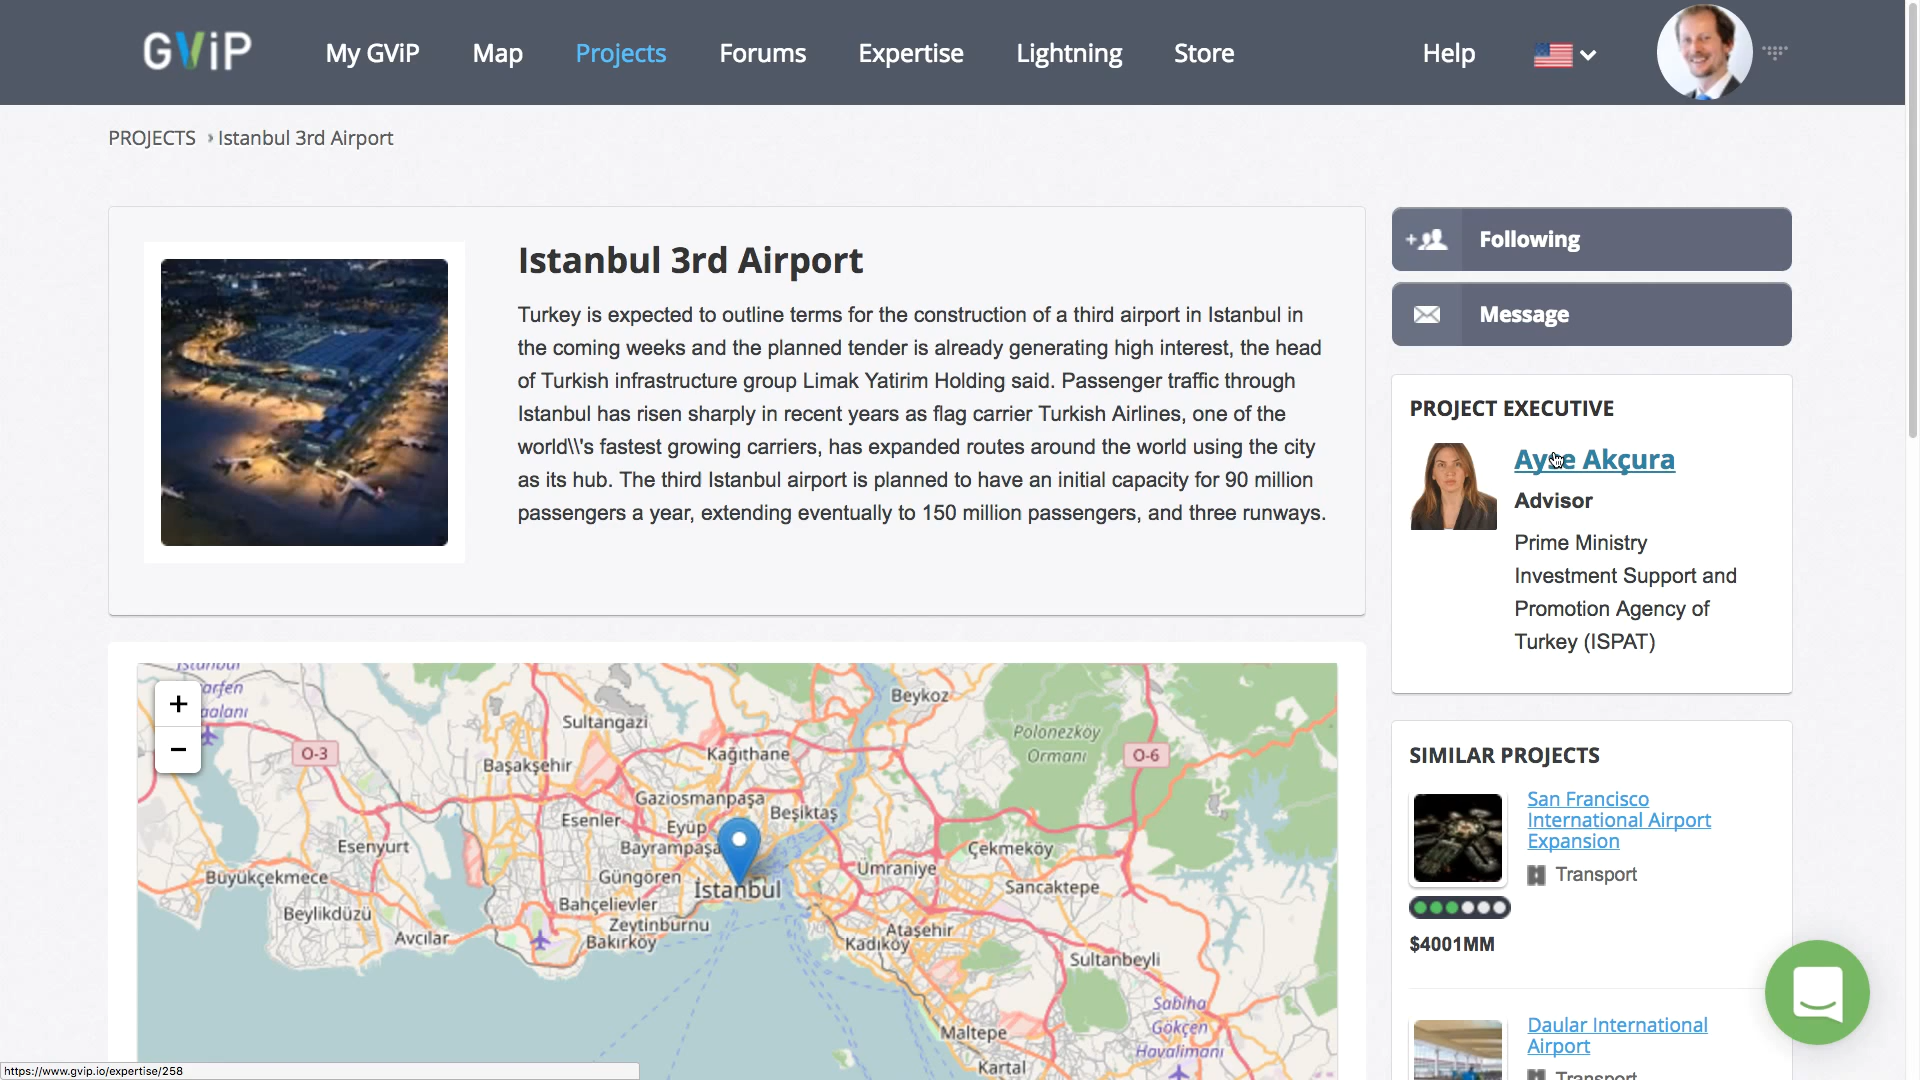 GViP
My GViP
Map
Projects
Forums
Expertise
Lightning
Store
Help
PROJECTS › Istanbul 3rd Airport
Istanbul 3rd Airport
Turkey is expected to outline terms for the construction of a third airport in Istanbul in
the coming weeks and the planned tender is already generating high interest, the head
of Turkish infrastructure group Limak Yatirim Holding said. Passenger traffic through
Istanbul has risen sharply in recent years as flag carrier Turkish Airlines, one of the
world\\'s fastest growing carriers, has expanded routes around the world using the city
as its hub. The third Istanbul airport is planned to have an initial capacity for 90 million
passengers a year, extending eventually to 150 million passengers, and three runways.
Following
Message
PROJECT EXECUTIVE
Ayşe Akçura
Advisor
Prime Ministry
Investment Support and
Promotion Agency of
Turkey (ISPAT)
SIMILAR PROJECTS
San Francisco
International Airport
Expansion
Transport
$4001MM
Daular International
Airport
Transport
+
−
O-3
Sultangazi
Beykoz
Polonezköy
Ormanı
O-6
Başakşehir
Kağıthane
Gaziosmanpaşa
Beşiktaş
Esenler
Eyüp
Bayrampaşa
Esenyurt
Ümraniye
Çekmeköy
Büyükçekmece
Güngören
İstanbul
Sancaktepe
Beylikdüzü
Bahçelievler
Zeytinburnu
Ataşehir
Avcılar
Bakırköy
Kadıköy
Sultanbeyli
Sabiha
Gökçen
Havalimanı
Maltepe
Kartal
https://www.gvip.io/expertise/258